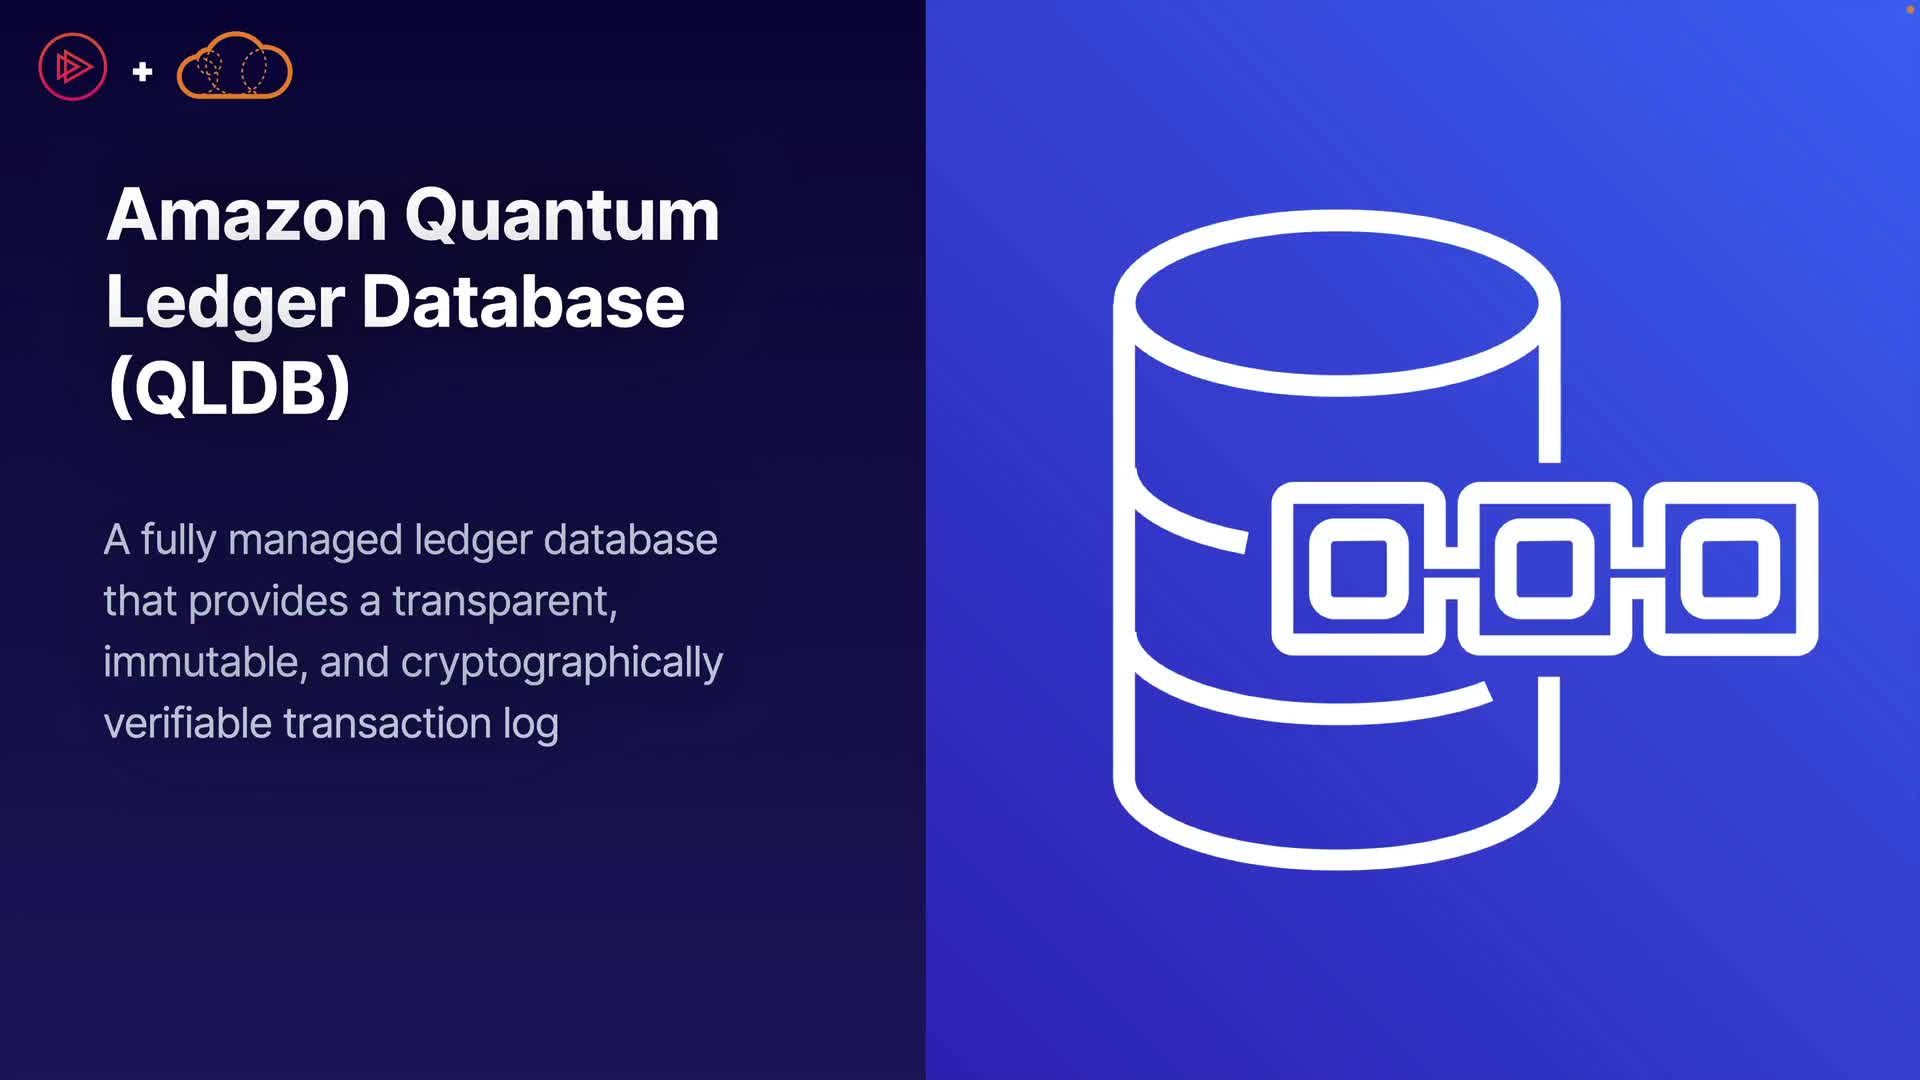 Amazon Quantum
Ledger Database
(QLDB)
A fully managed ledger database
that provides a transparent,
immutable, and cryptographically
verifiable transaction log